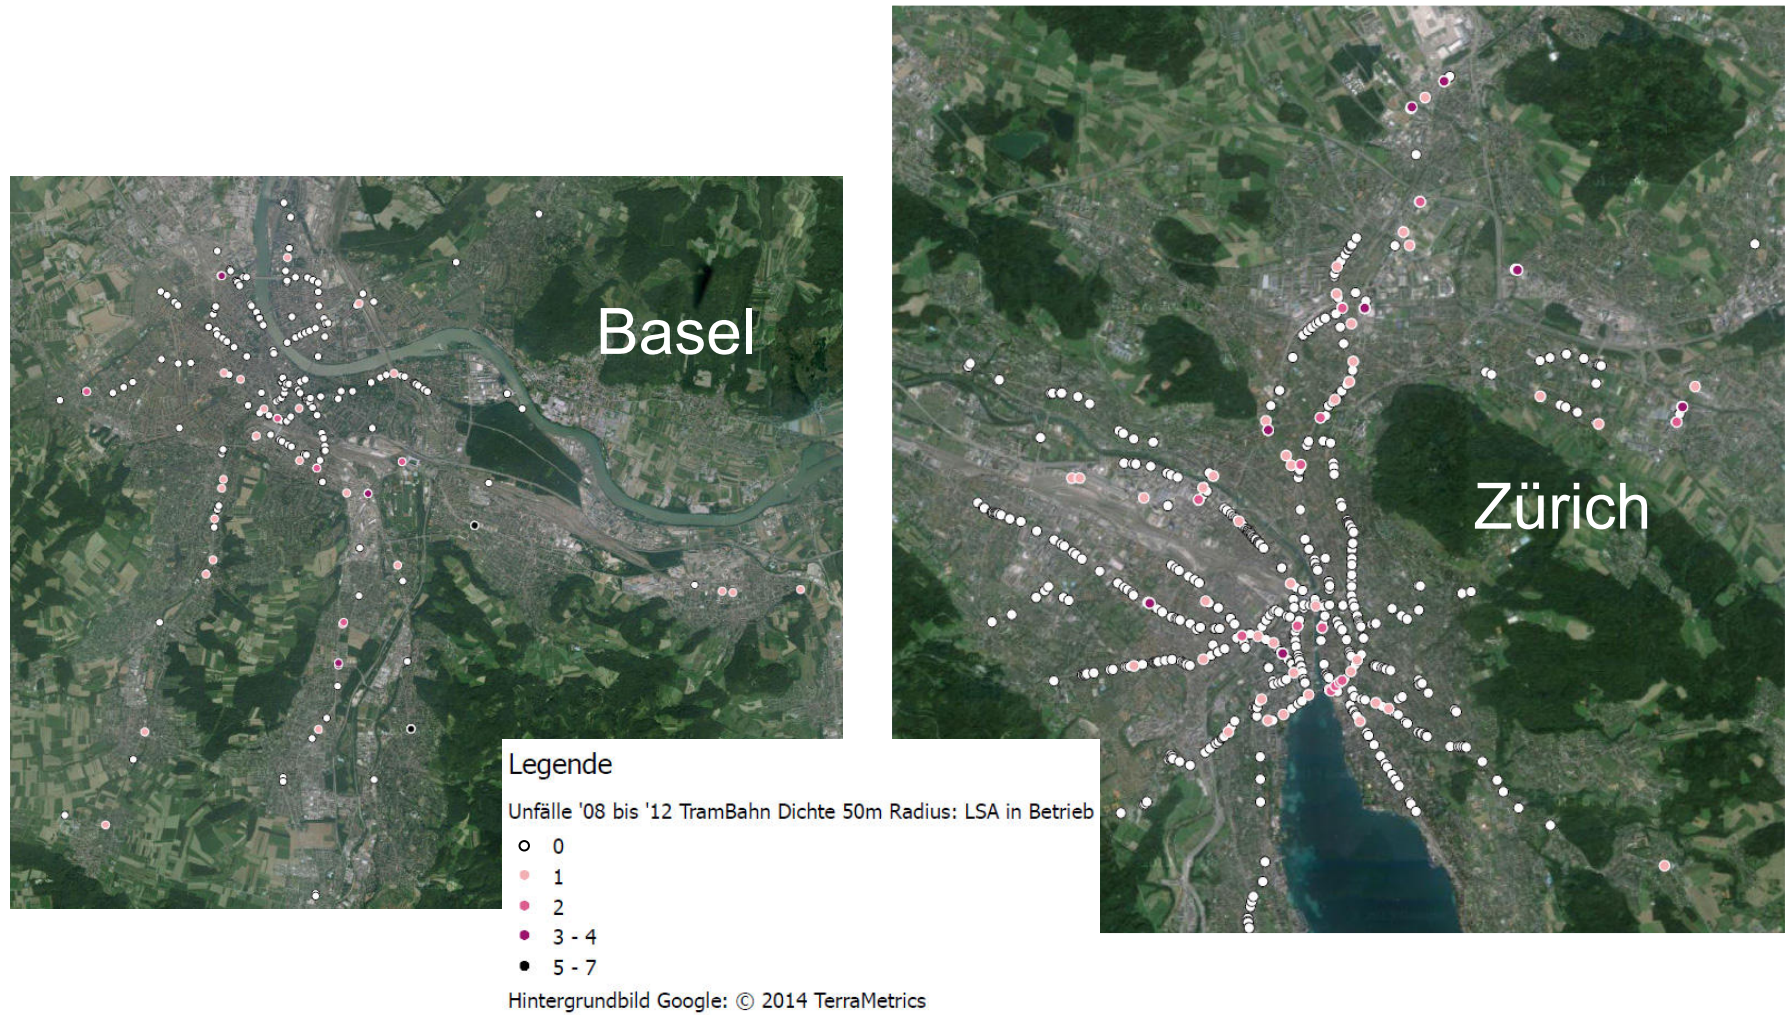 Basel
Zürich
Legende
Unfälle '08 bis '12 TramBahn Dichte 50m Radius: LSA in Betrieb
0
1
2
3 - 4
5 - 7
Hintergrundbild Google: © 2014 TerraMetrics